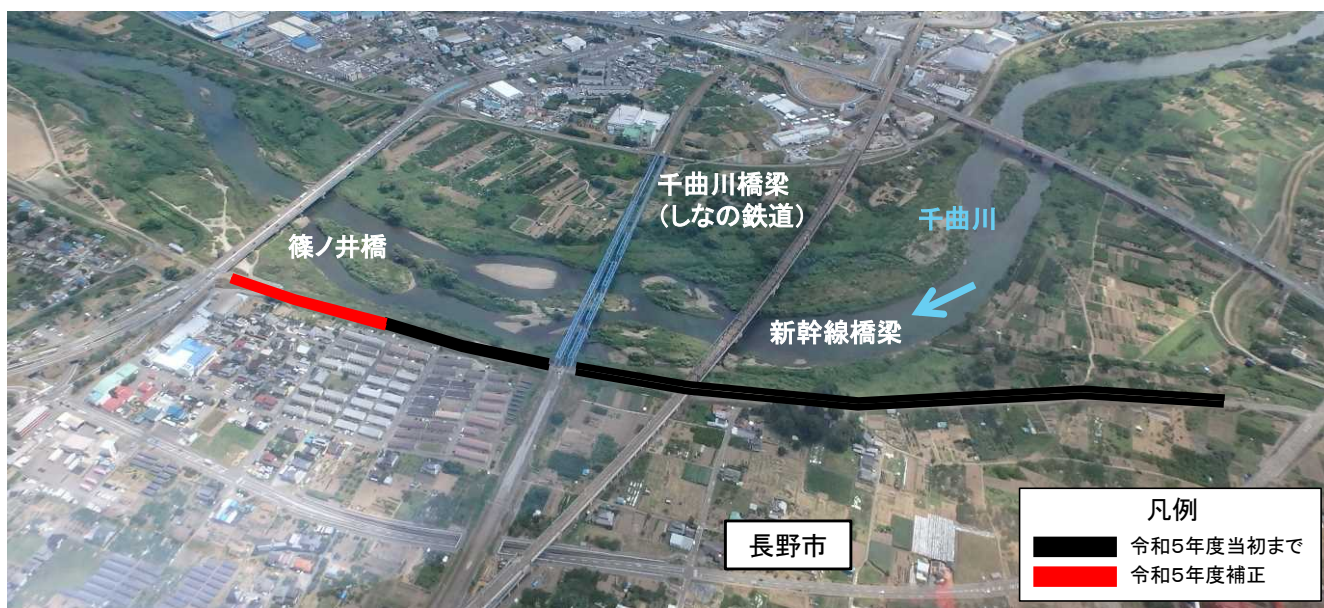 千曲川橋梁
(しなの鉄道)
千曲川
篠ノ井橋
新幹線橋梁
長野市
凡例
令和5年度当初まで
令和5年度補正